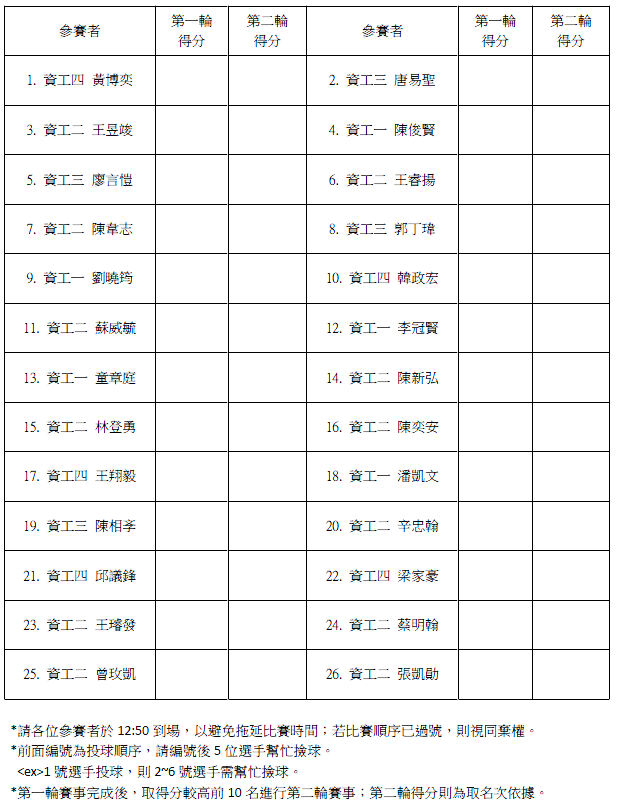 參賽者 第一輪得分 第二輪得分 參賽者 第一輪得分 第二輪得分
1. 資工四 黃博奕 2. 資工三 唐易聖
3. 資工二 王昱竣 4. 資工一 陳俊賢
5. 資工三 廖言愷 6. 資工二 王睿揚
7. 資工二 陳韋志 8. 資工三 郭丁瑋
9. 資工一 劉曉筠 10. 資工四 韓政宏
11. 資工二 蘇威毓 12. 資工一 李冠賢
13. 資工一 童章庭 14. 資工二 陳新弘
15. 資工二 林登勇 16. 資工二 陳奕安
17. 資工四 王翔毅 18. 資工一 潘凱文
19. 資工三 陳相孝 20. 資工二 辛忠翰
21. 資工四 邱議鋒 22. 資工四 梁家豪
23. 資工二 王璿發 24. 資工二 蔡明翰
25. 資工二 曾玫凱 26. 資工二 張凱勛
*請各位參賽者於 12:50 到場，以避免拖延比賽時間；若比賽順序已過號，則視同棄權。
*前面編號為投球順序，請編號後 5 位選手幫忙撿球。
<ex>1 號選手投球，則 2~6 號選手需幫忙撿球。
*第一輪賽事完成後，取得分較高前 10 名進行第二輪賽事；第二輪得分則為取名次依據。